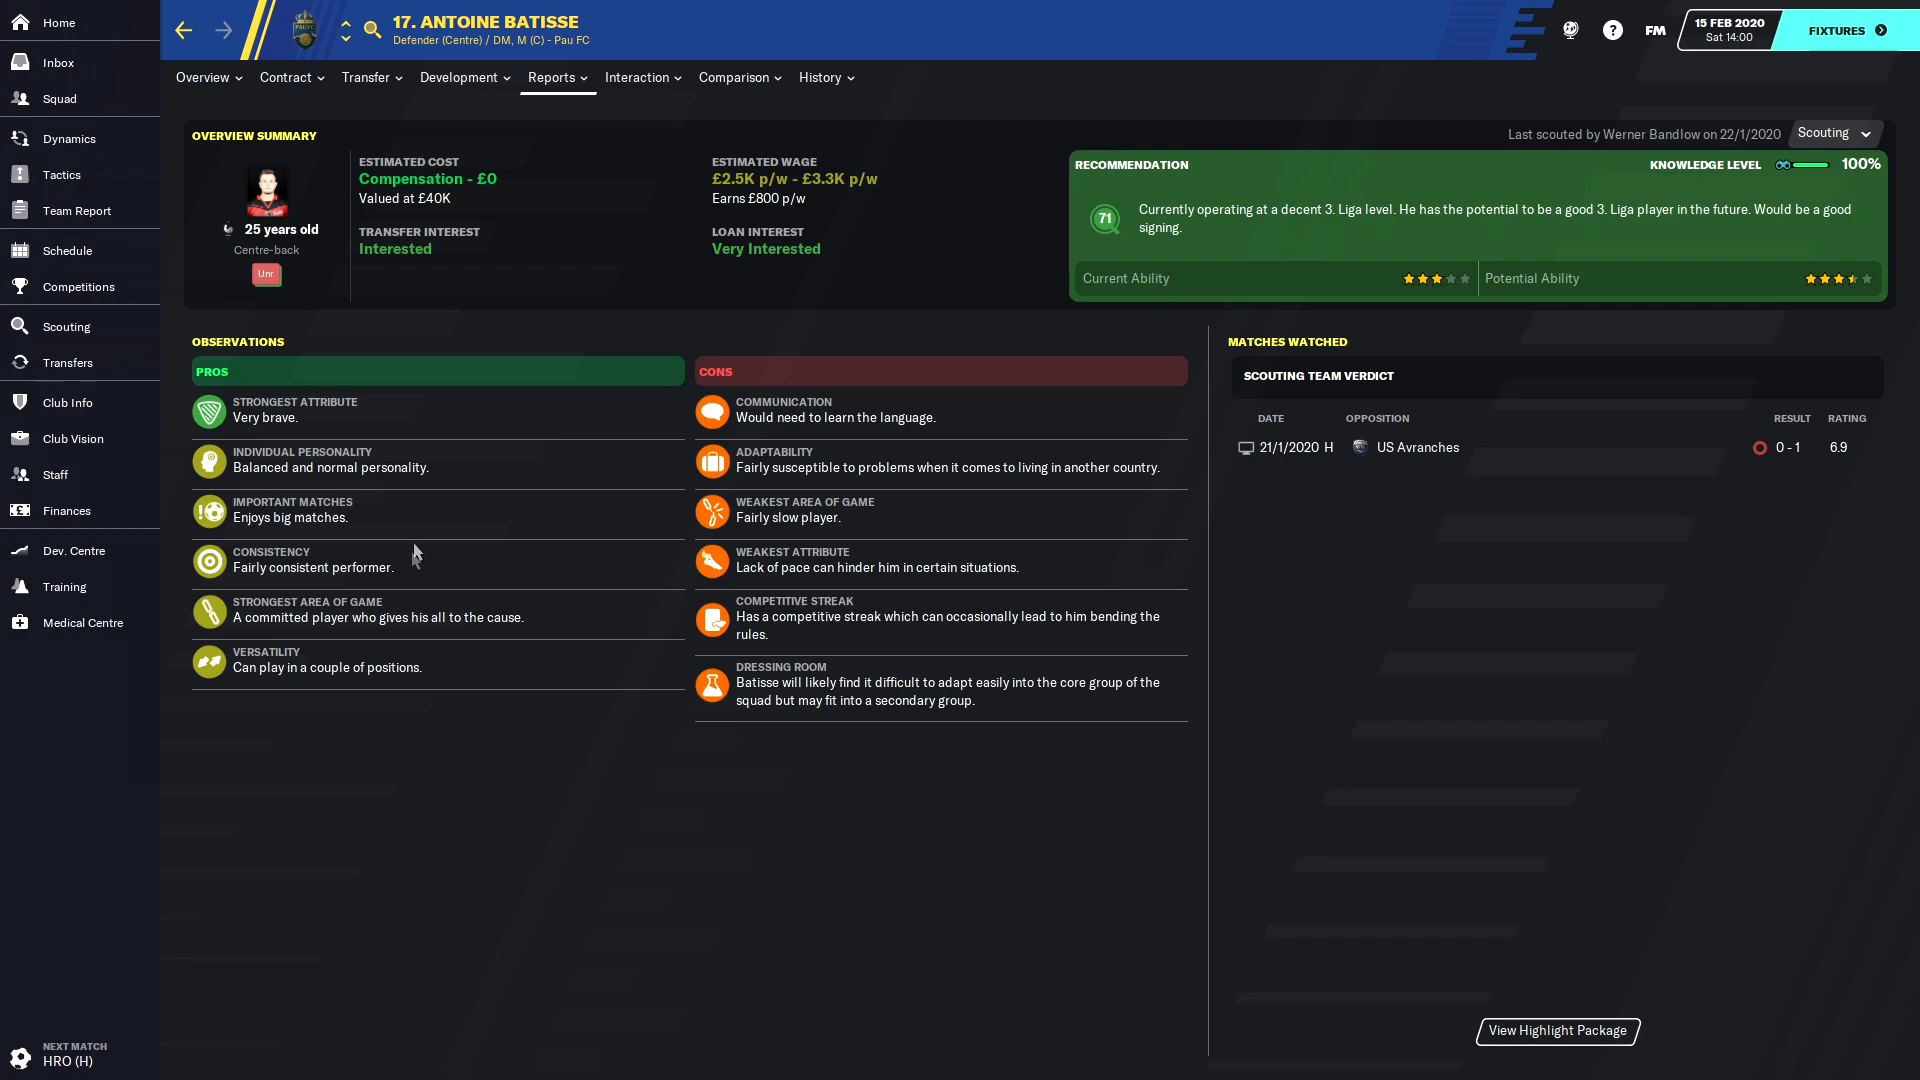 Home
Inbox
Squad
Dynamics
Tactics
Team Report
Schedule
Competitions
Scouting
Transfers
Club Info
Club Vision
Staff
Finances
Dev. Centre
Training
Medical Centre
NEXT MATCH
HRO (H)
17. ANTOINE BATISSE
Defender (Centre) / DM, M (C) - Pau FC
FM
15 FEB 2020
Sat 14:00
FIXTURES
Overview Contract Transfer Development Reports Interaction Comparison History
OVERVIEW SUMMARY
Last scouted by Werner Bandlow on 22/1/2020
Scouting
25 years old
Centre-back
Unr
ESTIMATED COST
Compensation - £0
Valued at £40K
TRANSFER INTEREST
Interested
ESTIMATED WAGE
£2.5K p/w - £3.3K p/w
Earns £800 p/w
LOAN INTEREST
Very Interested
RECOMMENDATION
KNOWLEDGE LEVEL 100%
71
Currently operating at a decent 3. Liga level. He has the potential to be a good 3. Liga player in the future. Would be a good
signing.
Current Ability
Potential Ability
OBSERVATIONS
PROS
STRONGEST ATTRIBUTE
Very brave.
INDIVIDUAL PERSONALITY
Balanced and normal personality.
IMPORTANT MATCHES
Enjoys big matches.
CONSISTENCY
Fairly consistent performer.
STRONGEST AREA OF GAME
A committed player who gives his all to the cause.
VERSATILITY
Can play in a couple of positions.
CONS
COMMUNICATION
Would need to learn the language.
ADAPTABILITY
Fairly susceptible to problems when it comes to living in another country.
WEAKEST AREA OF GAME
Fairly slow player.
WEAKEST ATTRIBUTE
Lack of pace can hinder him in certain situations.
COMPETITIVE STREAK
Has a competitive streak which can occasionally lead to him bending the
rules.
DRESSING ROOM
Batisse will likely find it difficult to adapt easily into the core group of the
squad but may fit into a secondary group.
MATCHES WATCHED
SCOUTING TEAM VERDICT
DATE OPPOSITION RESULT RATING
21/1/2020 H US Avranches 0 - 1 6.9
View Highlight Package